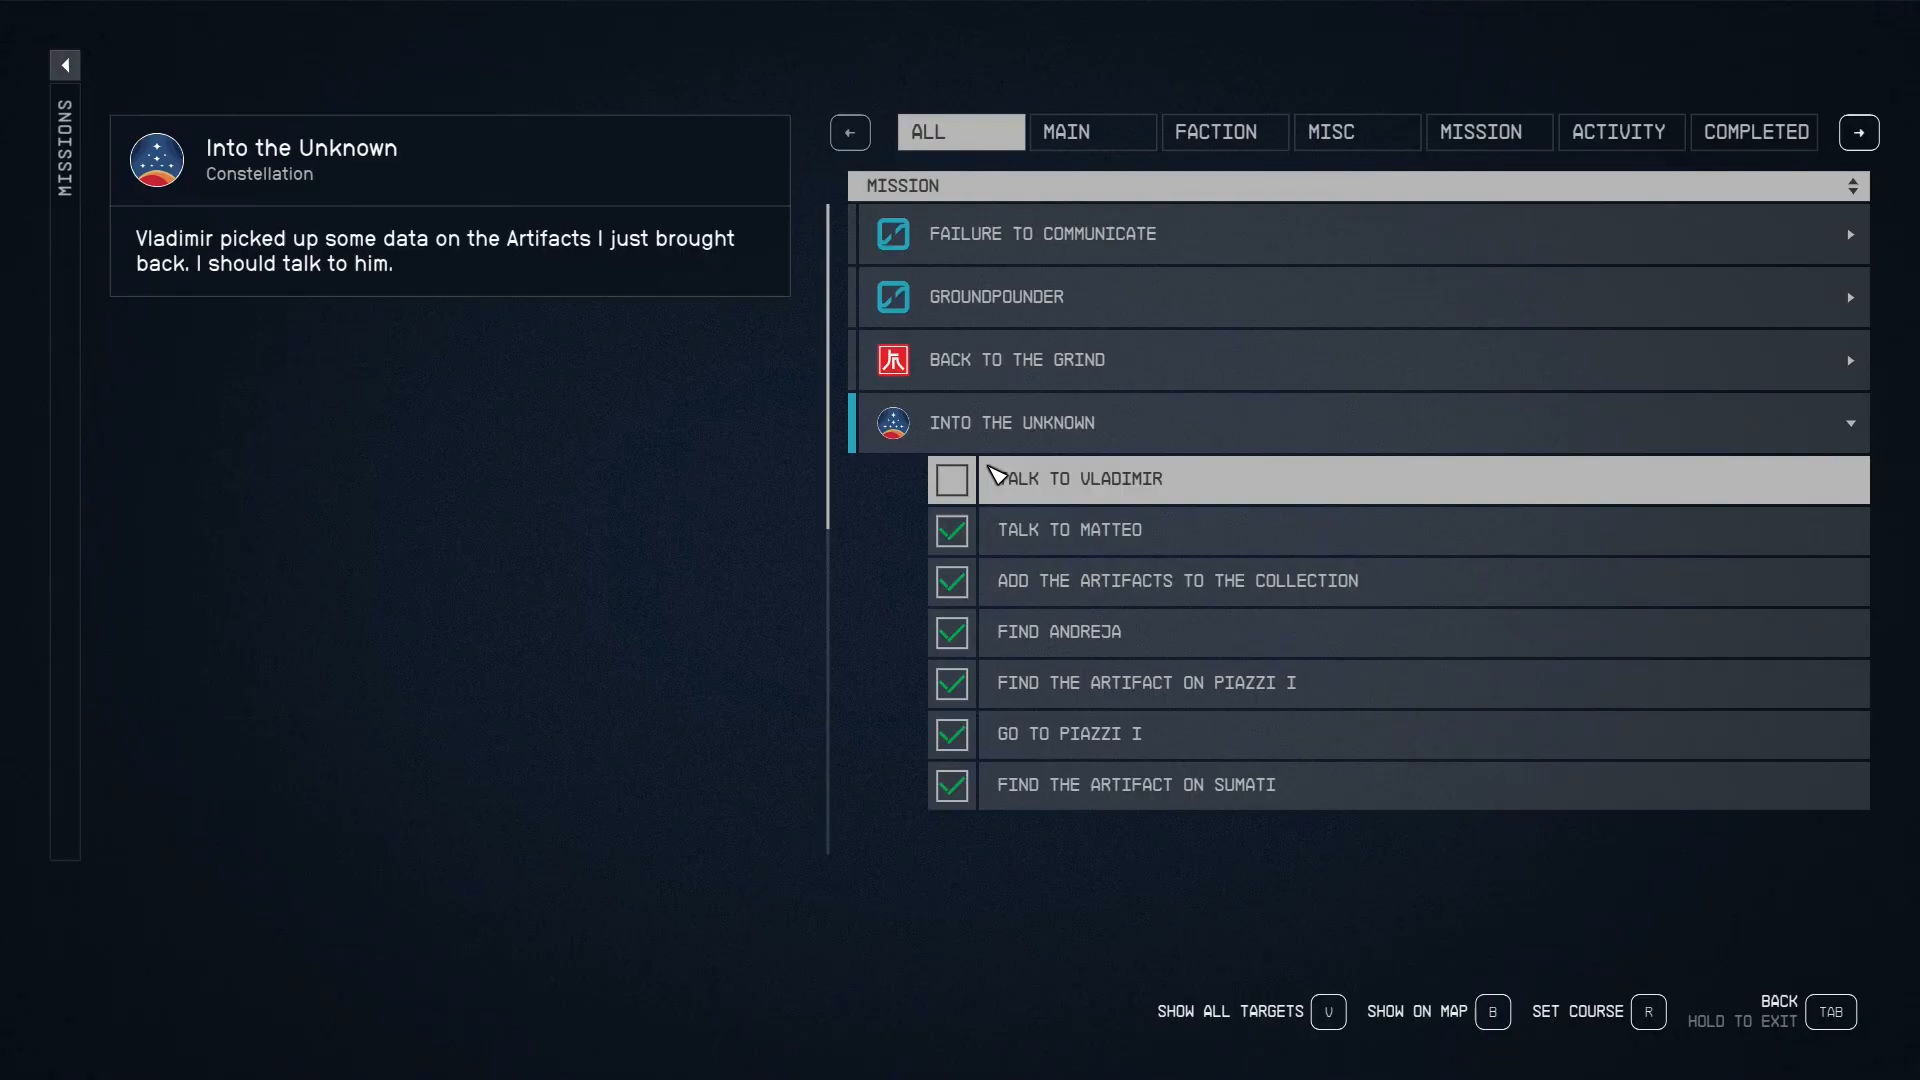 MISSIONS
Into the Unknown
Constellation
Vladimir picked up some data on the Artifacts I just brought
back. I should talk to him.
ALL
MAIN
FACTION
MISC
MISSION
ACTIVITY
COMPLETED
MISSION
FAILURE TO COMMUNICATE
GROUNDPOUNDER
BACK TO THE GRIND
INTO THE UNKNOWN
TALK TO VLADIMIR
TALK TO MATTEO
ADD THE ARTIFACTS TO THE COLLECTION
FIND ANDREJA
FIND THE ARTIFACT ON PIAZZI I
GO TO PIAZZI I
FIND THE ARTIFACT ON SUMATI
SHOW ALL TARGETS V
SHOW ON MAP B
SET COURSE R
BACK
HOLD TO EXIT
TAB